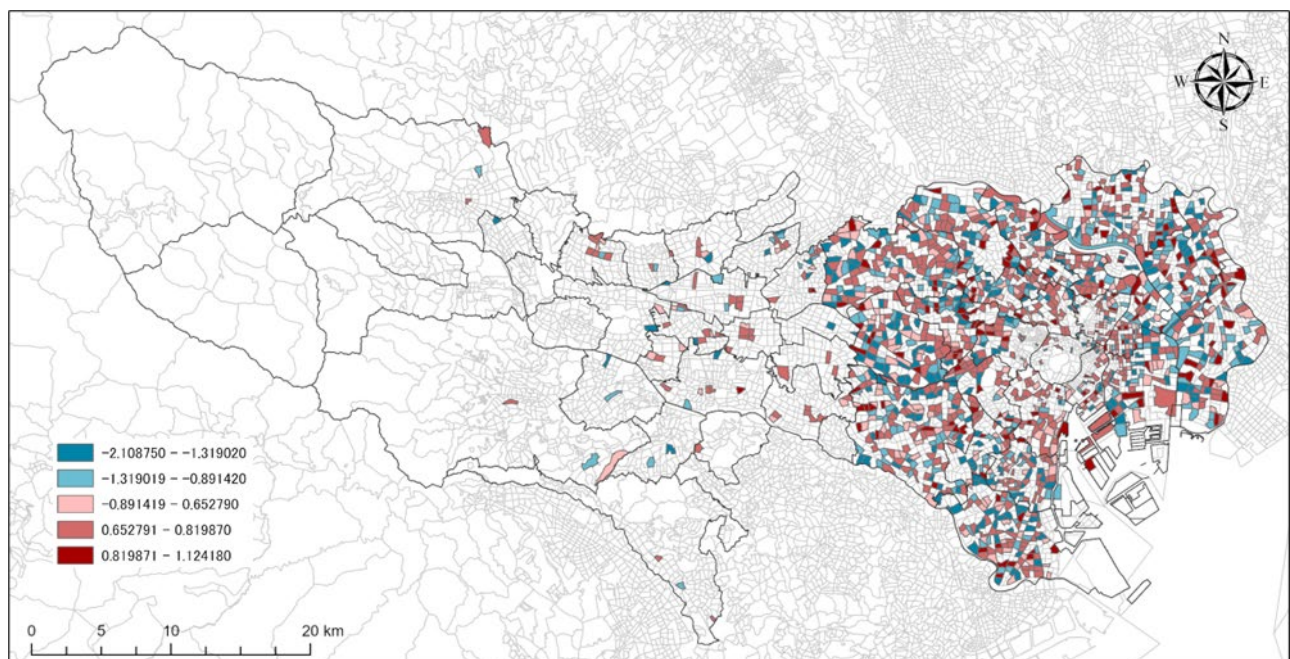 N
W E
S
-2.108750 - -1.319020
-1.319019 - -0.891420
-0.891419 - 0.652790
0.652791 - 0.819870
0.819871 - 1.124180
0 5 10 20 km